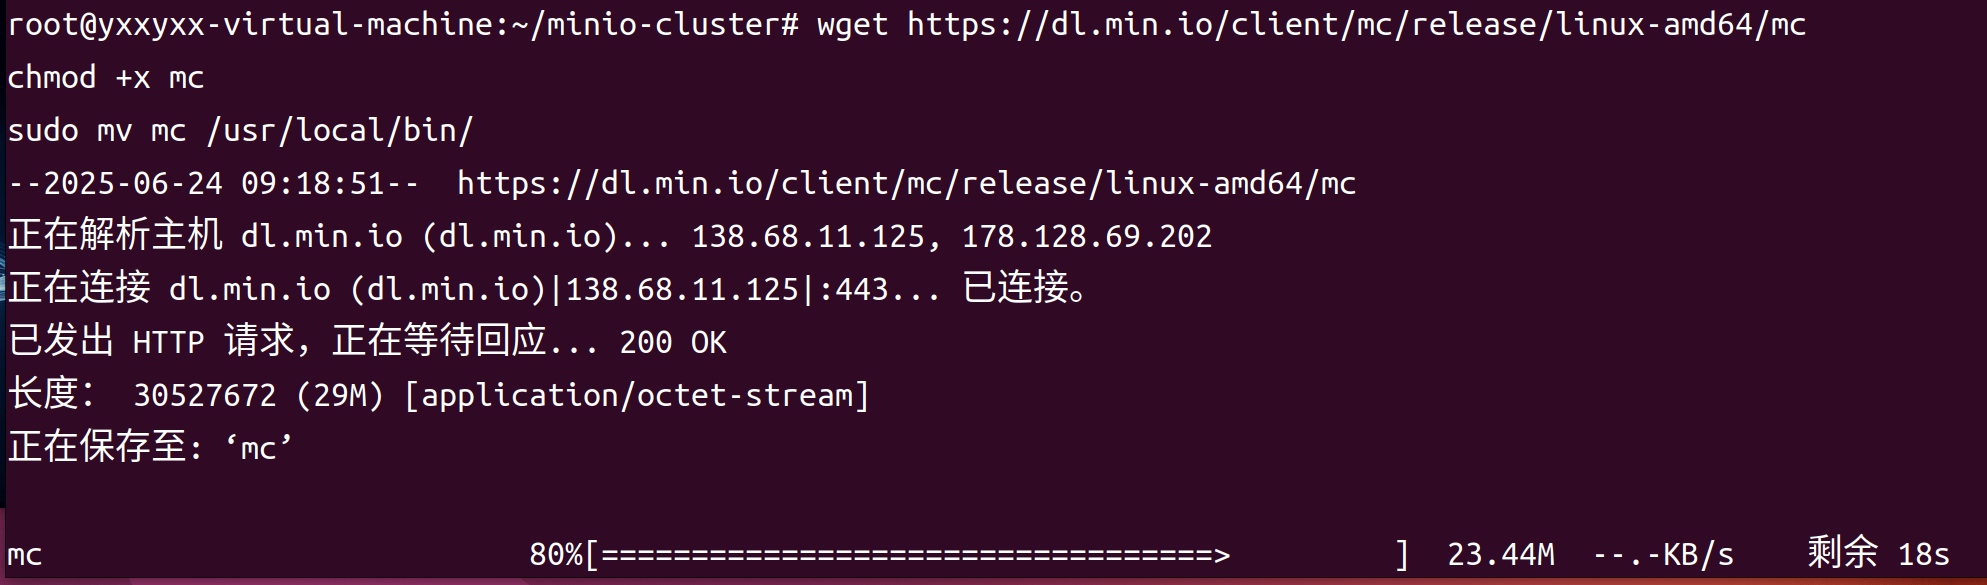 root@yxxyxx-virtual-machine:~/minio-cluster# wget https://dl.min.io/client/mc/release/linux-amd64/mc
chmod +x mc
sudo mv mc /usr/local/bin/
--2025-06-24 09:18:51--  https://dl.min.io/client/mc/release/linux-amd64/mc
正在解析主机 dl.min.io (dl.min.io)... 138.68.11.125, 178.128.69.202
正在连接 dl.min.io (dl.min.io)|138.68.11.125|:443... 已连接。
已发出 HTTP 请求，正在等待回应... 200 OK
长度： 30527672 (29M) [application/octet-stream]
正在保存至: ‘mc’
mc 80%[==================================> ] 23.44M --.-KB/s 剩余 18s